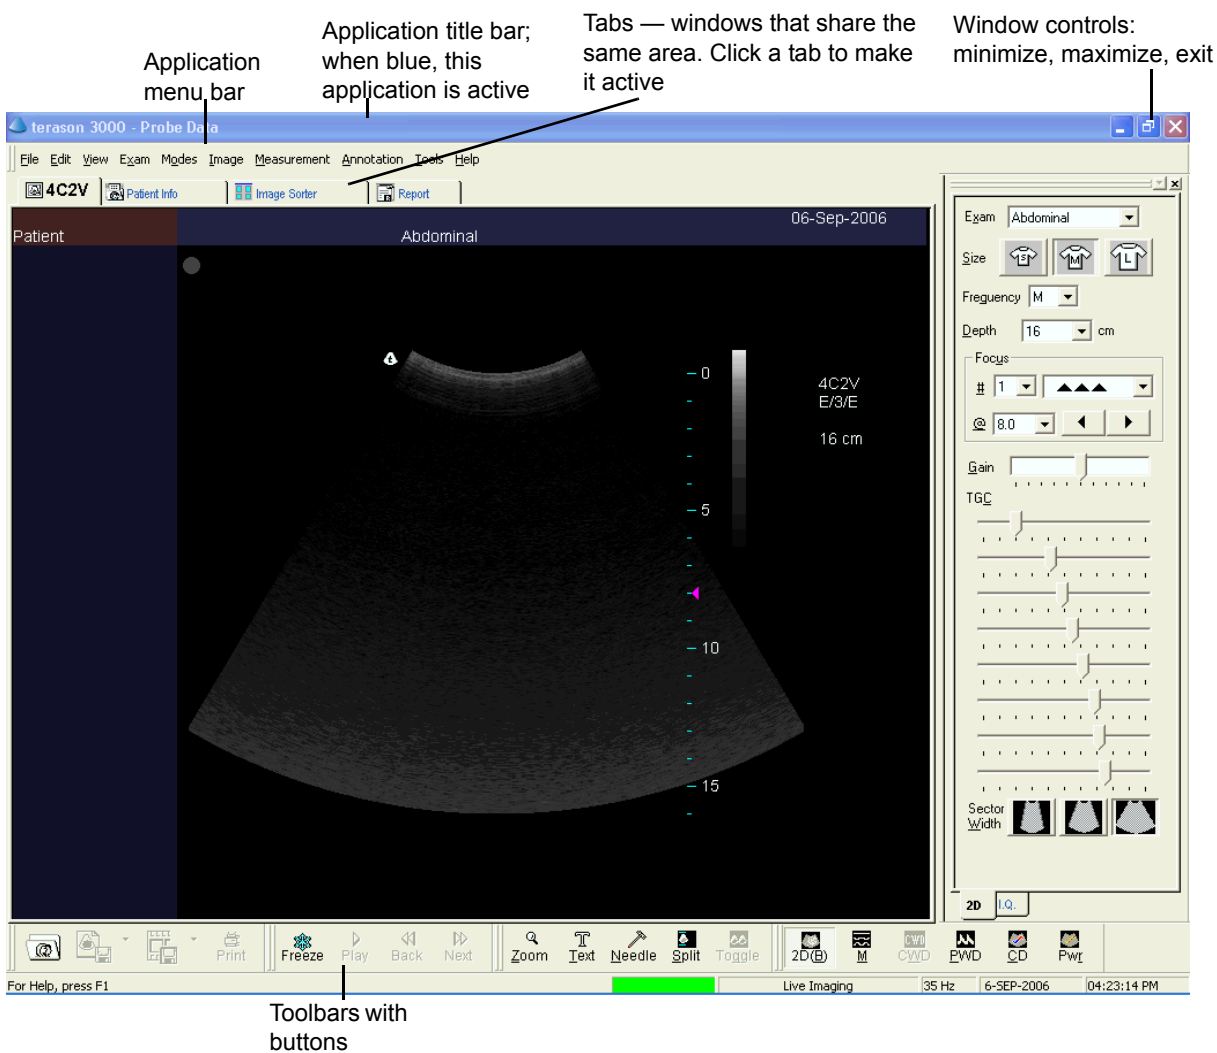 Application
menu bar
Application title bar;
when blue, this
application is active
Tabs — windows that share the
same area. Click a tab to make
it active
Window controls:
minimize, maximize, exit
terason 3000 - Probe Data
File Edit View Exam Modes Image Measurement Annotation Tools Help
4C2V Patient Info Image Sorter Report
06-Sep-2006
Patient Abdominal
0
5
10
15
4C2V
E/3/E
16 cm
Exam Abdominal
Size S M L
Frequency M
Depth 16 cm
Focus
# 1
@ 8.0
Gain
TGC
Sector
Width
2D I.Q.
Print Freeze Play Back Next Zoom Text Needle Split Toggle 2D(B) M CWD CWD PWD CD Pwr
For Help, press F1 Live Imaging 35 Hz 6-SEP-2006 04:23:14 PM
Toolbars with
buttons